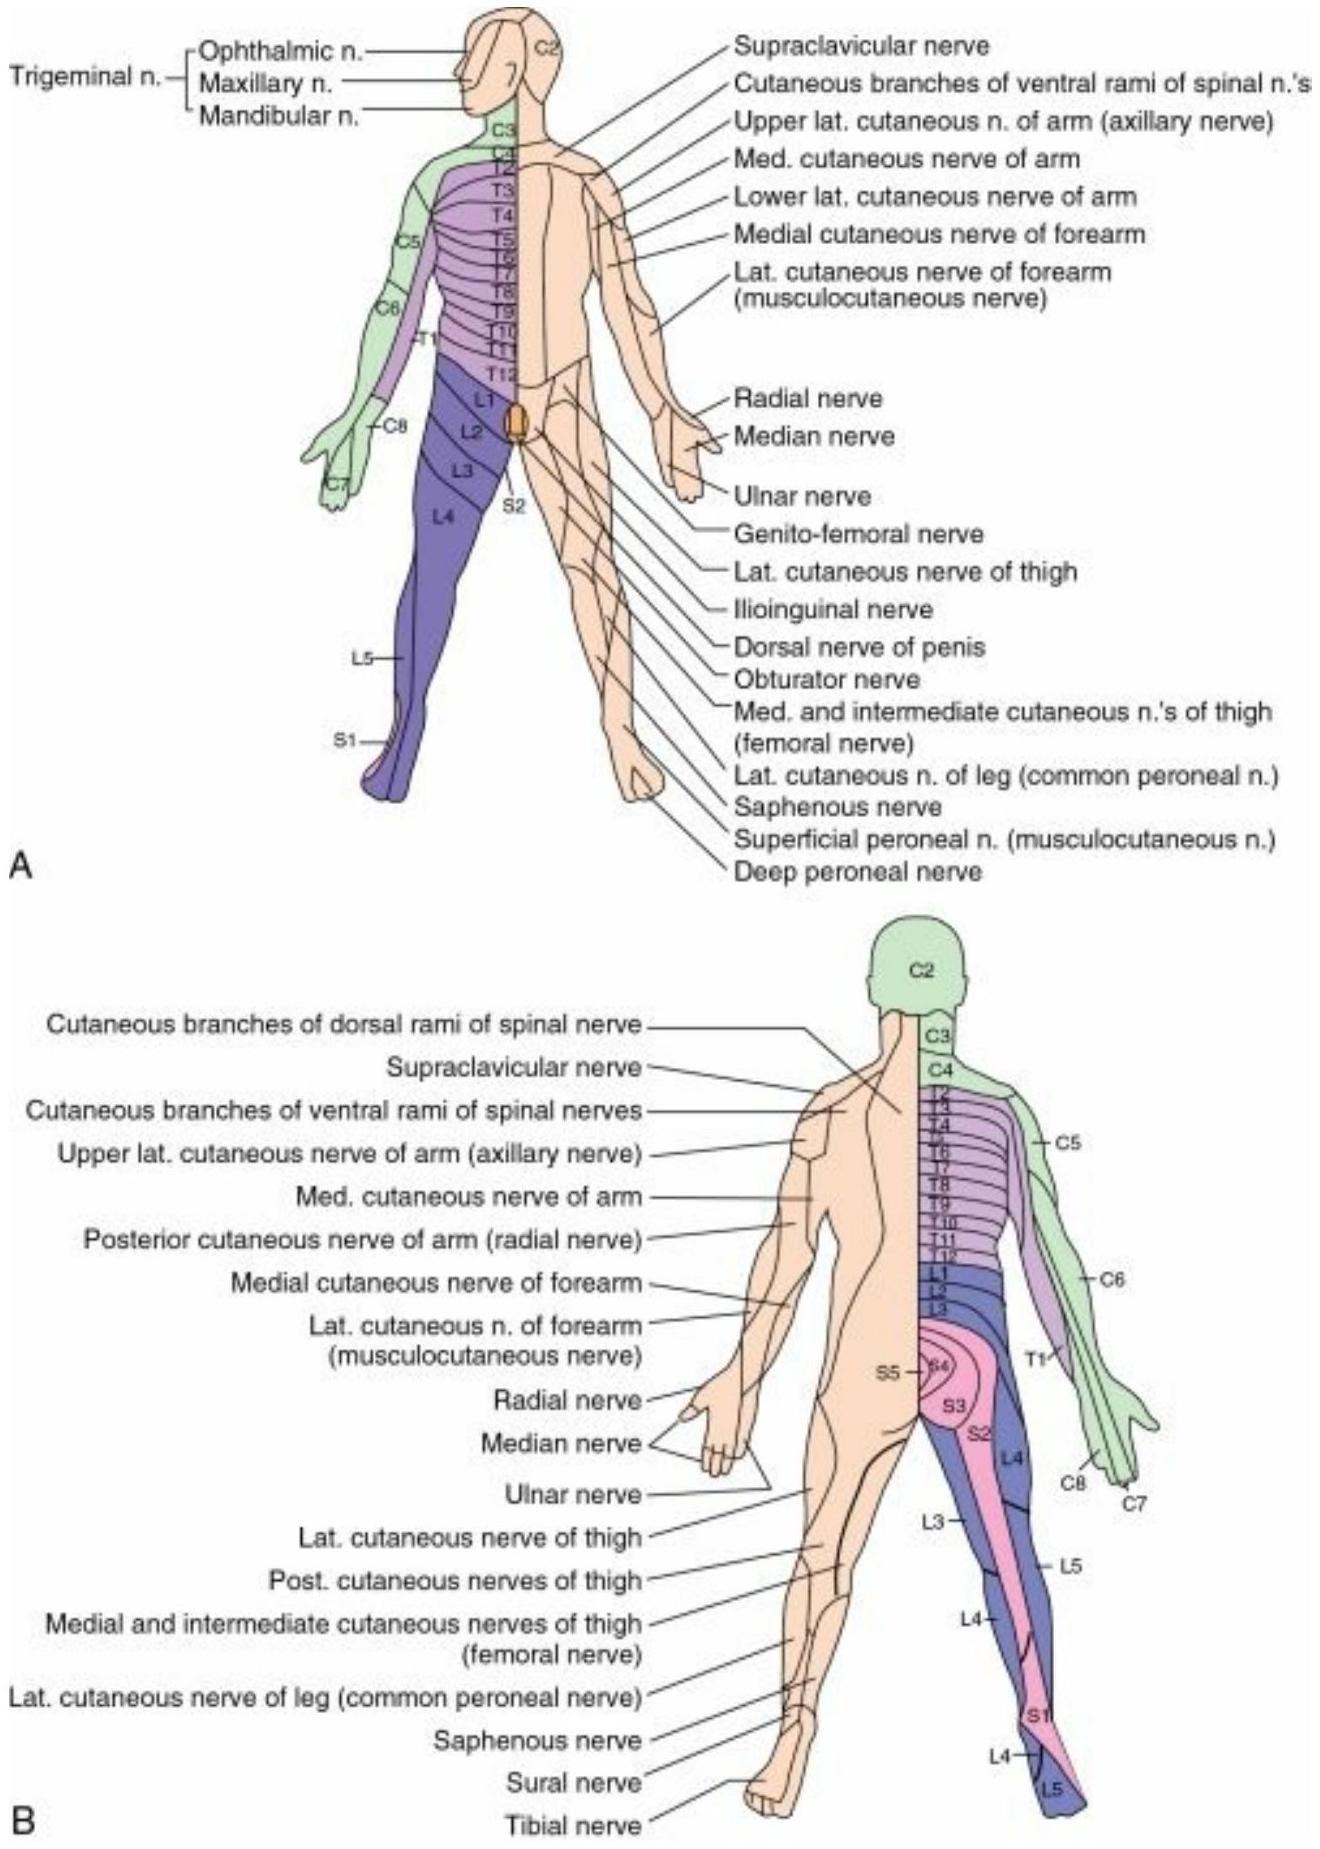 Trigeminal n.
Ophthalmic n.
Maxillary n.
Mandibular n.
C2
C3
C4
T2
T3
T4
T5
T6
T7
T8
T9
T10
T11
T12
C5
C6
T1
C8
C7
L1
L2
L3
L4
S2
L5
S1
Supraclavicular nerve
Cutaneous branches of ventral rami of spinal n.'s
Upper lat. cutaneous n. of arm (axillary nerve)
Med. cutaneous nerve of arm
Lower lat. cutaneous nerve of arm
Medial cutaneous nerve of forearm
Lat. cutaneous nerve of forearm
(musculocutaneous nerve)
Radial nerve
Median nerve
Ulnar nerve
Genito-femoral nerve
Lat. cutaneous nerve of thigh
Ilioinguinal nerve
Dorsal nerve of penis
Obturator nerve
Med. and intermediate cutaneous n.'s of thigh
(femoral nerve)
Lat. cutaneous n. of leg (common peroneal n.)
Saphenous nerve
Superficial peroneal n. (musculocutaneous n.)
Deep peroneal nerve
A
Cutaneous branches of dorsal rami of spinal nerve
Supraclavicular nerve
Cutaneous branches of ventral rami of spinal nerves
Upper lat. cutaneous nerve of arm (axillary nerve)
Med. cutaneous nerve of arm
Posterior cutaneous nerve of arm (radial nerve)
Medial cutaneous nerve of forearm
Lat. cutaneous n. of forearm
(musculocutaneous nerve)
Radial nerve
Median nerve
Ulnar nerve
Lat. cutaneous nerve of thigh
Post. cutaneous nerves of thigh
Medial and intermediate cutaneous nerves of thigh
(femoral nerve)
Lat. cutaneous nerve of leg (common peroneal nerve)
Saphenous nerve
Sural nerve
Tibial nerve
C2
C3
C4
T2
T3
T4
T5
T6
T7
T8
T9
T10
T11
T12
L1
L2
L3
C5
C6
T1
S5
S4
S3
S2
L4
C8
C7
L3
L5
L4
S1
L4
L5
B